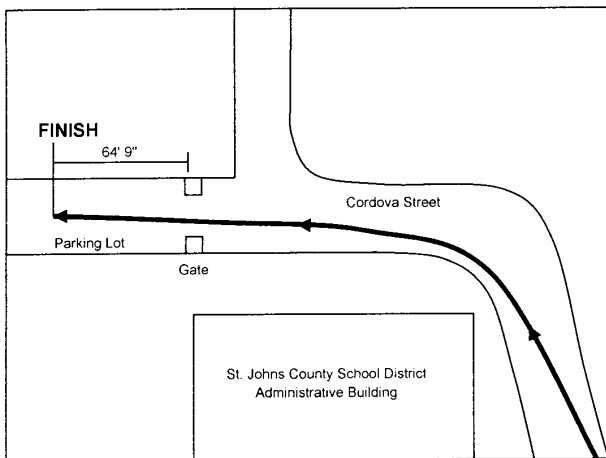 FINISH
64' 9"
Cordova Street
Parking Lot
Gate
St. Johns County School District
Administrative Building